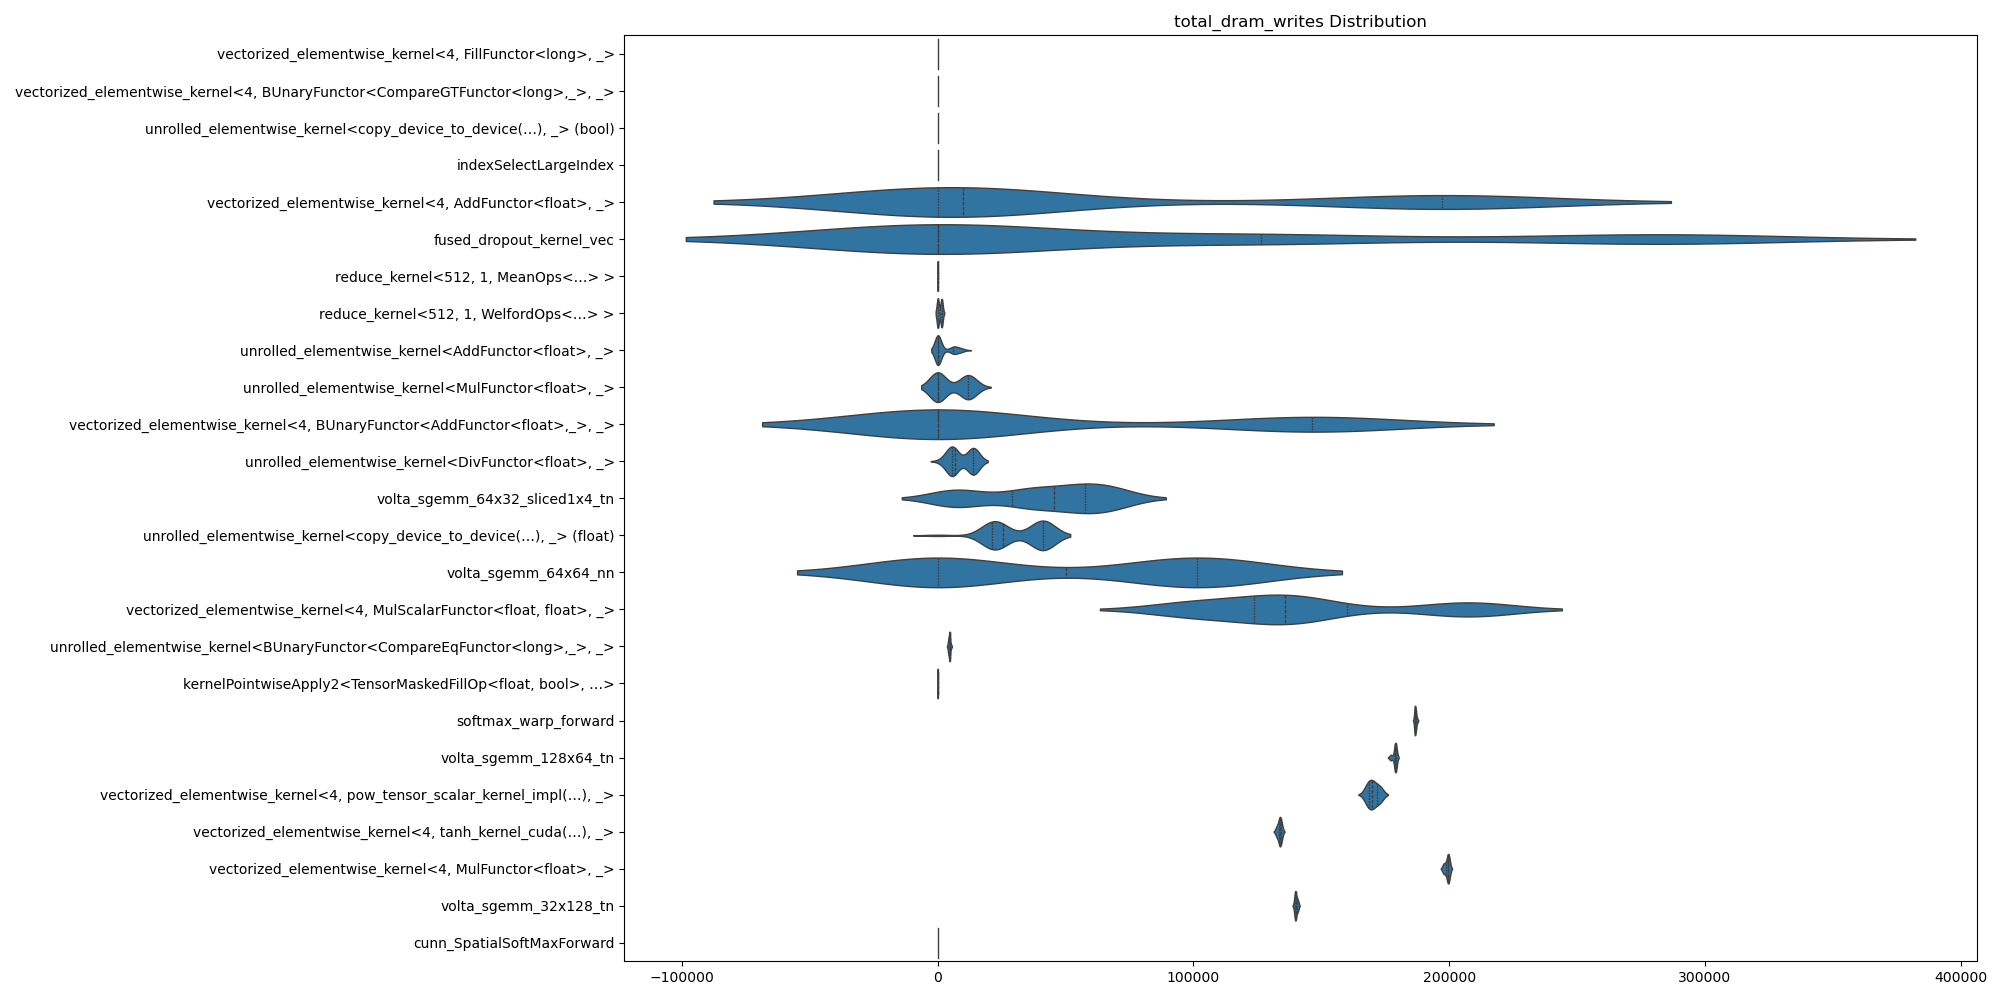 total_dram_writes Distribution
vectorized_elementwise_kernel<4, FillFunctor<long>, _>
vectorized_elementwise_kernel<4, BUnaryFunctor<CompareGTFunctor<long>,_>, _>
unrolled_elementwise_kernel<copy_device_to_device(...), _> (bool)
indexSelectLargeIndex
vectorized_elementwise_kernel<4, AddFunctor<float>, _>
fused_dropout_kernel_vec
reduce_kernel<512, 1, MeanOps<...> >
reduce_kernel<512, 1, WelfordOps<...> >
unrolled_elementwise_kernel<AddFunctor<float>, _>
unrolled_elementwise_kernel<MulFunctor<float>, _>
vectorized_elementwise_kernel<4, BUnaryFunctor<AddFunctor<float>,_>, _>
unrolled_elementwise_kernel<DivFunctor<float>, _>
volta_sgemm_64x32_sliced1x4_tn
unrolled_elementwise_kernel<copy_device_to_device(...), _> (float)
volta_sgemm_64x64_nn
vectorized_elementwise_kernel<4, MulScalarFunctor<float, float>, _>
unrolled_elementwise_kernel<BUnaryFunctor<CompareEqFunctor<long>,_>, _>
kernelPointwiseApply2<TensorMaskedFillOp<float, bool>, ...>
softmax_warp_forward
volta_sgemm_128x64_tn
vectorized_elementwise_kernel<4, pow_tensor_scalar_kernel_impl(...), _>
vectorized_elementwise_kernel<4, tanh_kernel_cuda(...), _>
vectorized_elementwise_kernel<4, MulFunctor<float>, _>
volta_sgemm_32x128_tn
cunn_SpatialSoftMaxForward
−100000 0 100000 200000 300000 400000